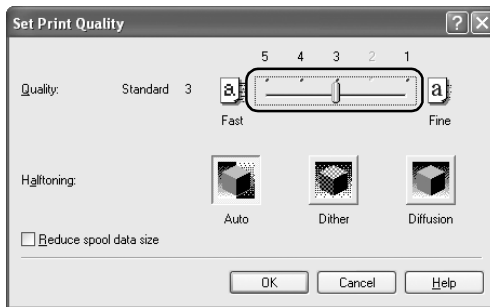 Set Print Quality
5 4 3 2 1
Quality: Standard 3
a a
Fast Fine
Halftoning:
Auto Dither Diffusion
Reduce spool data size
OK Cancel Help